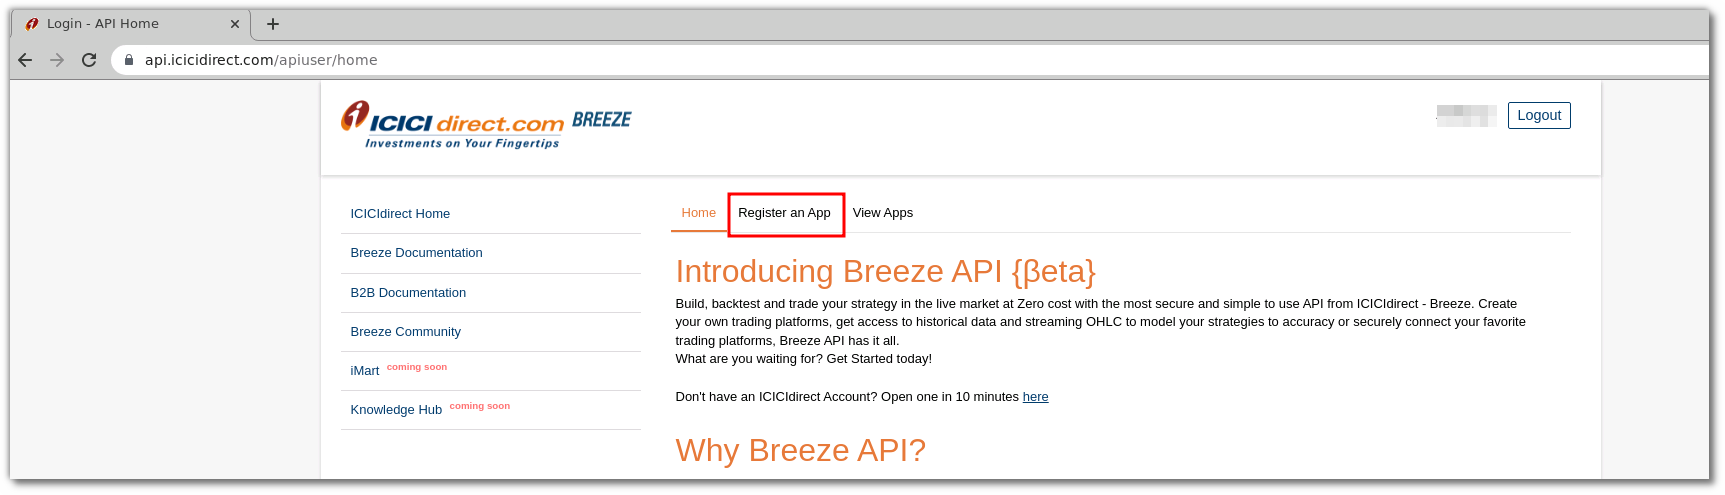 Login - API Home
api.icicidirect.com/apiuser/home
ICICI direct.com BREEZE
Investments on Your Fingertips
Logout
ICICIdirect Home
Breeze Documentation
B2B Documentation
Breeze Community
iMart coming soon
Knowledge Hub coming soon
Home Register an App View Apps
Introducing Breeze API {βeta}
Build, backtest and trade your strategy in the live market at Zero cost with the most secure and simple to use API from ICICIdirect - Breeze. Create
your own trading platforms, get access to historical data and streaming OHLC to model your strategies to accuracy or securely connect your favorite
trading platforms, Breeze API has it all.
What are you waiting for? Get Started today!
Don't have an ICICIdirect Account? Open one in 10 minutes here
Why Breeze API?